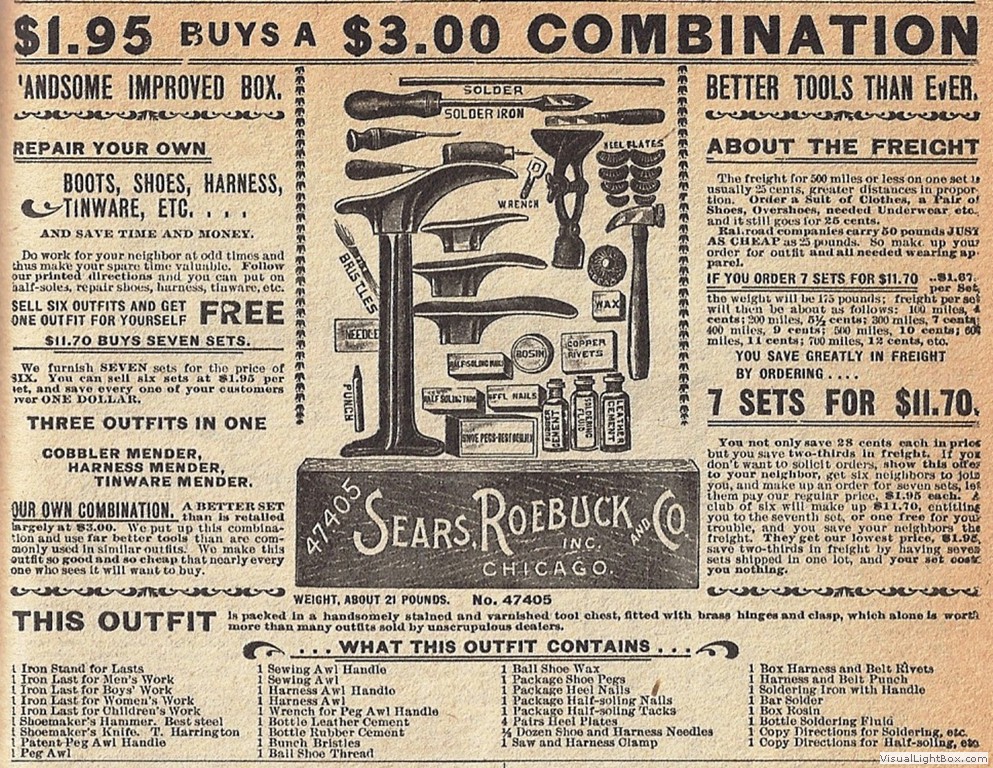 $1.95 BUYS A $3.00 COMBINATION
'ANDSOME IMPROVED BOX.
REPAIR YOUR OWN
BOOTS, SHOES, HARNESS,
TINWARE, ETC. . . .
AND SAVE TIME AND MONEY.
Do work for your neighbor at odd times and
thus make your spare time valuable. Follow
our printed directions and you can put on
half-soles, repair shoes, harness, tinware, etc.
SELL SIX OUTFITS AND GET
ONE OUTFIT FOR YOURSELF FREE
$11.70 BUYS SEVEN SETS.
We furnish SEVEN sets for the price of
SIX. You can sell six sets at $1.95 per
set, and save every one of your customers
over ONE DOLLAR.
THREE OUTFITS IN ONE
COBBLER MENDER,
HARNESS MENDER,
TINWARE MENDER.
OUR OWN COMBINATION. A BETTER SET
than is retailed
largely at $3.00. We put up this combina-
tion and use far better tools than are com-
monly used in similar outfits. We make this
outfit so good and so cheap that nearly every
one who sees it will want to buy.
SOLDER
SOLDER IRON
HEEL PLATES
WRENCH
BRISTLES
NEEDLES
WAX
ROSIN
COPPER
RIVETS
HALF-SOLING NAILS
HALF SOLING TACKS
HEEL NAILS
PUNCH
SHOE PEGS-BEST
RUBBER
CEMENT
SOLDERING
FLUID
LEATHER
CEMENT
47405
SEARS, ROEBUCK AND CO
INC.
CHICAGO.
WEIGHT, ABOUT 21 POUNDS. No. 47405
BETTER TOOLS THAN EVER.
ABOUT THE FREIGHT
The freight for 500 miles or less on one set is
usually 25 cents, greater distances in propor-
tion. Order a Suit of Clothes, a Pair of
Shoes, Overshoes, needed Underwear etc.
and it still goes for 25 cents.
Railroad companies carry 50 pounds JUST
AS CHEAP as 25 pounds. So make up your
order for outfit and all needed wearing ap-
parel.
IF YOU ORDER 7 SETS FOR $11.70 ..$1.67.
per Set,
the weight will be 175 pounds; freight per set
will then be about as follows: 100 miles, 4
cents; 200 miles, 5½ cents; 300 miles, 7 cents;
400 miles, 9 cents; 500 miles, 10 cents; 600
miles, 11 cents; 700 miles, 12 cents, etc.
YOU SAVE GREATLY IN FREIGHT
BY ORDERING . . . .
7 SETS FOR $11.70.
You not only save 28 cents each in price
but you save two-thirds in freight. If you
don't want to solicit orders, show this offer
to your neighbor, get six neighbors to join
you, and make up an order for seven sets, let
them pay our regular price, $1.95 each. A
club of six will make up $11.70, entitling
you to the seventh set, or one free for your
trouble, and you save your neighbors the
freight. They get our lowest price, $1.95,
save two-thirds in freight by having seven
sets shipped in one lot, and your set costs
you nothing.
THIS OUTFIT is packed in a handsomely stained and varnished tool chest, fitted with brass hinges and clasp, which alone is worth
more than many outfits sold by unscrupulous dealers.
. . . WHAT THIS OUTFIT CONTAINS . . .
1 Iron Stand for Lasts
1 Iron Last for Men's Work
1 Iron Last for Boys' Work
1 Iron Last for Women's Work
1 Iron Last for Children's Work
1 Shoemaker's Hammer. Best steel
1 Shoemaker's Knife. T. Harrington
1 Patent Peg Awl Handle
1 Peg Awl
1 Sewing Awl Handle
1 Sewing Awl
1 Harness Awl Handle
1 Harness Awl
1 Wrench for Peg Awl Handle
1 Bottle Leather Cement
1 Bottle Rubber Cement
1 Bunch Bristles
1 Ball Shoe Thread
1 Ball Shoe Wax
1 Package Shoe Pegs
1 Package Heel Nails
1 Package Half-soling Nails
1 Package Half-soling Tacks
4 Pairs Heel Plates
½ Dozen Shoe and Harness Needles
1 Saw and Harness Clamp
1 Box Harness and Belt Rivets
1 Harness and Belt Punch
1 Soldering Iron with Handle
1 Bar Solder
1 Box Rosin
1 Bottle Soldering Fluid
1 Copy Directions for Soldering, etc.
1 Copy Directions for Half-soling, etc.
VisualLightBox.com